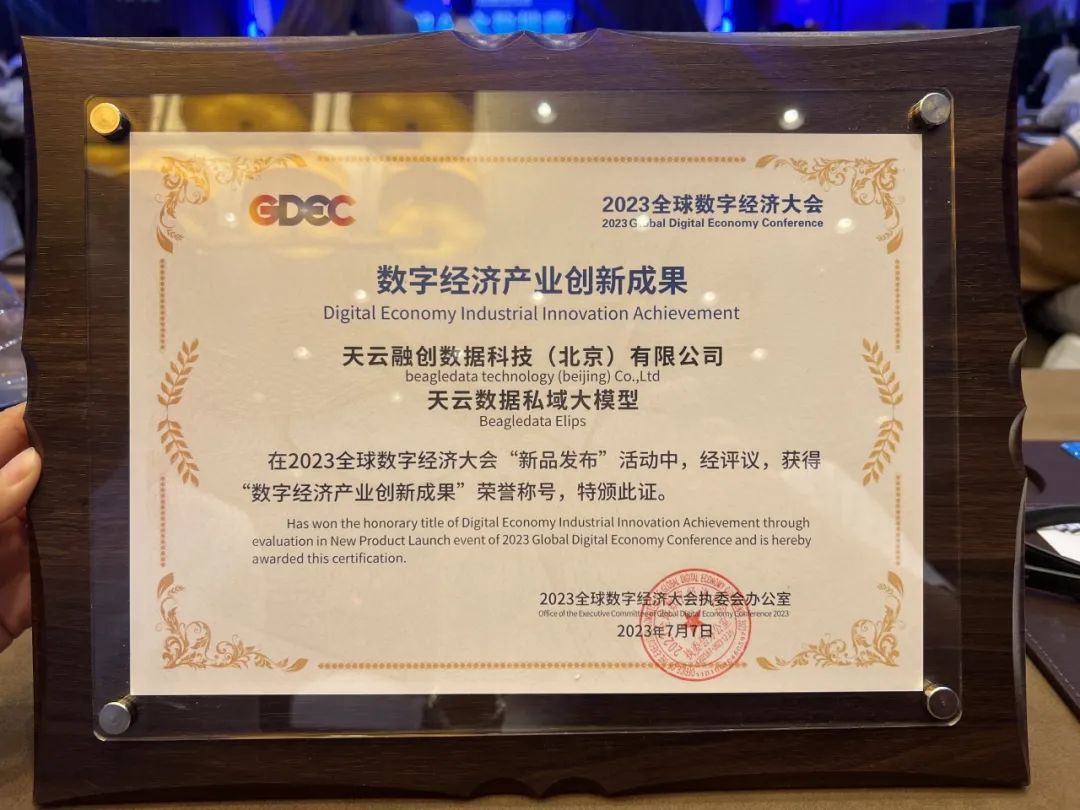 GDEC
2023全球数字经济大会
2023 Global Digital Economy Conference
数字经济产业创新成果
Digital Economy Industrial Innovation Achievement
天云融创数据科技（北京）有限公司
beagledata technology (beijing) Co.,Ltd
天云数据私域大模型
Beagledata Elips
在2023全球数字经济大会“新品发布”活动中，经评议，获得
“数字经济产业创新成果”荣誉称号，特颁此证。
Has won the honorary title of Digital Economy Industrial Innovation Achievement through
evaluation in New Product Launch event of 2023 Global Digital Economy Conference and is hereby
awarded this certification.
2023全球数字经济大会执委会办公室
Office of the Executive Committee of Global Digital Economy Conference 2023
2023年7月7日